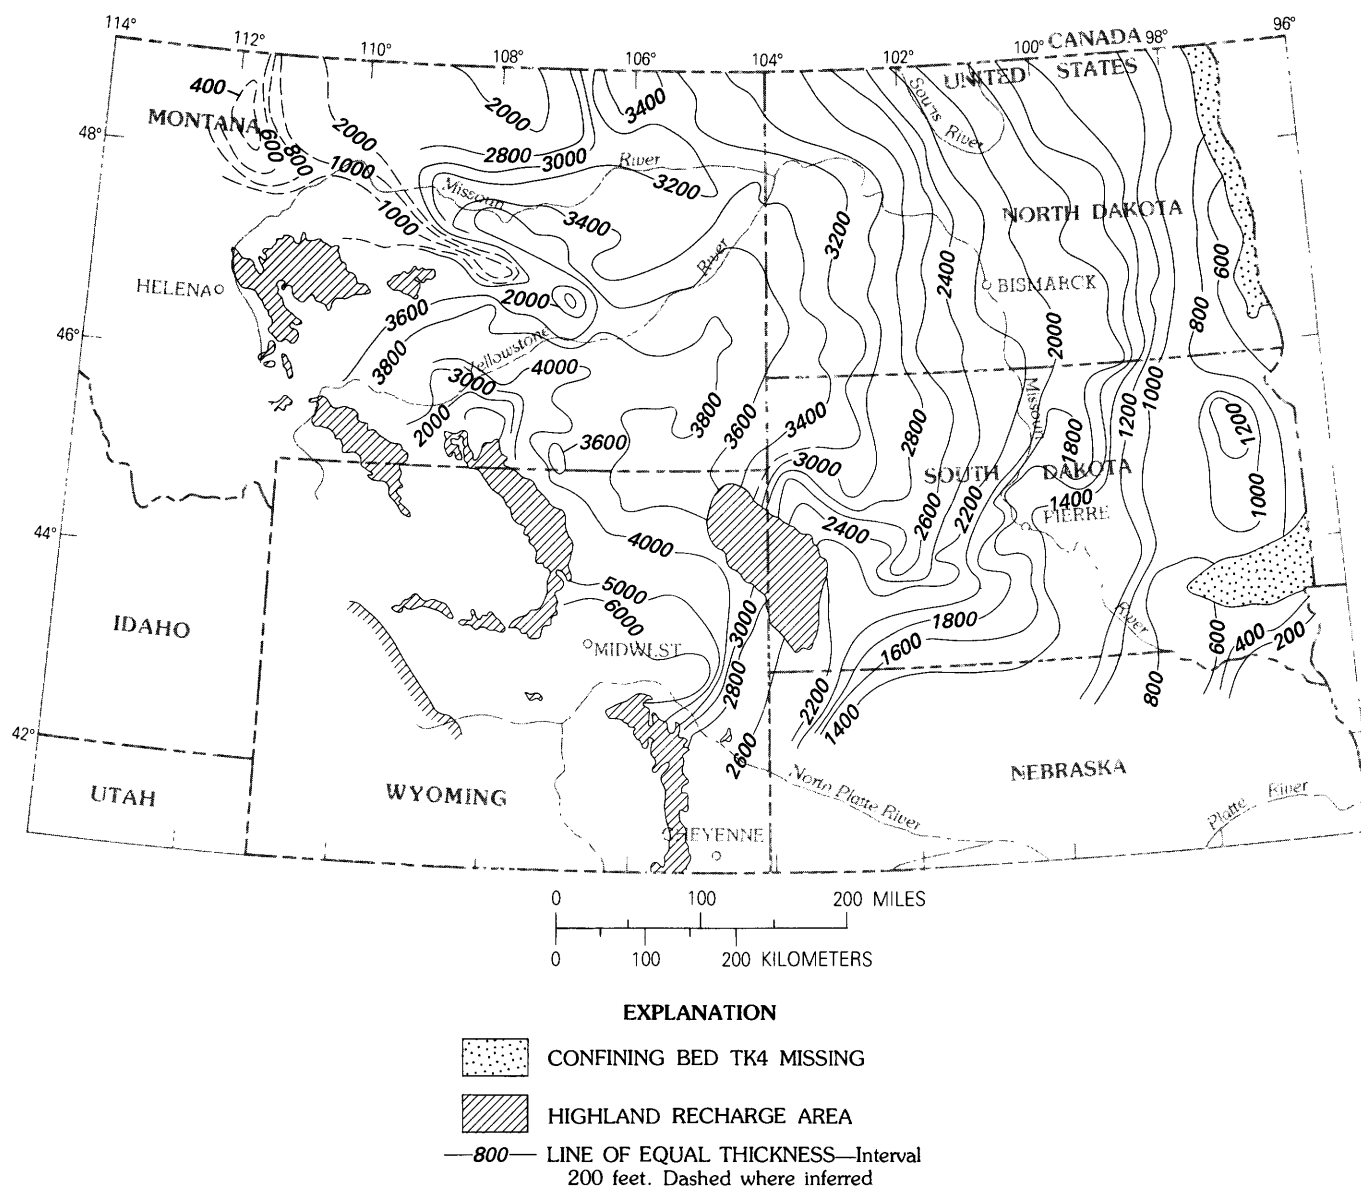 114°
112°
110°
108°
106°
104°
102°
100°
98°
96°
CANADA
UNITED STATES
400
MONTANA
48°
600
800
2000
1000
1000
2000
3400
2800
3000
River
Missouri
3200
3400
River
Souris
River
NORTH DAKOTA
3200
2400
600
800
HELENA
BISMARCK
46°
3600
3800
2000
Yellowstone
3000
4000
2000
3600
3800
3600
3400
3000
2800
2000
Missouri
1200
1000
1200
1800
SOUTH DAKOTA
1400
PIERRE
1000
2400
2600
2200
44°
4000
5000
6000
3000
MIDWEST
2800
1800
1600
River
600
400
200
800
IDAHO
2200
1400
2600
42°
UTAH
WYOMING
NEBRASKA
North Platte River
Platte River
CHEYENNE
0 100 200 MILES
0 100 200 KILOMETERS
EXPLANATION
CONFINING BED TK4 MISSING
HIGHLAND RECHARGE AREA
800 LINE OF EQUAL THICKNESS—Interval
200 feet. Dashed where inferred